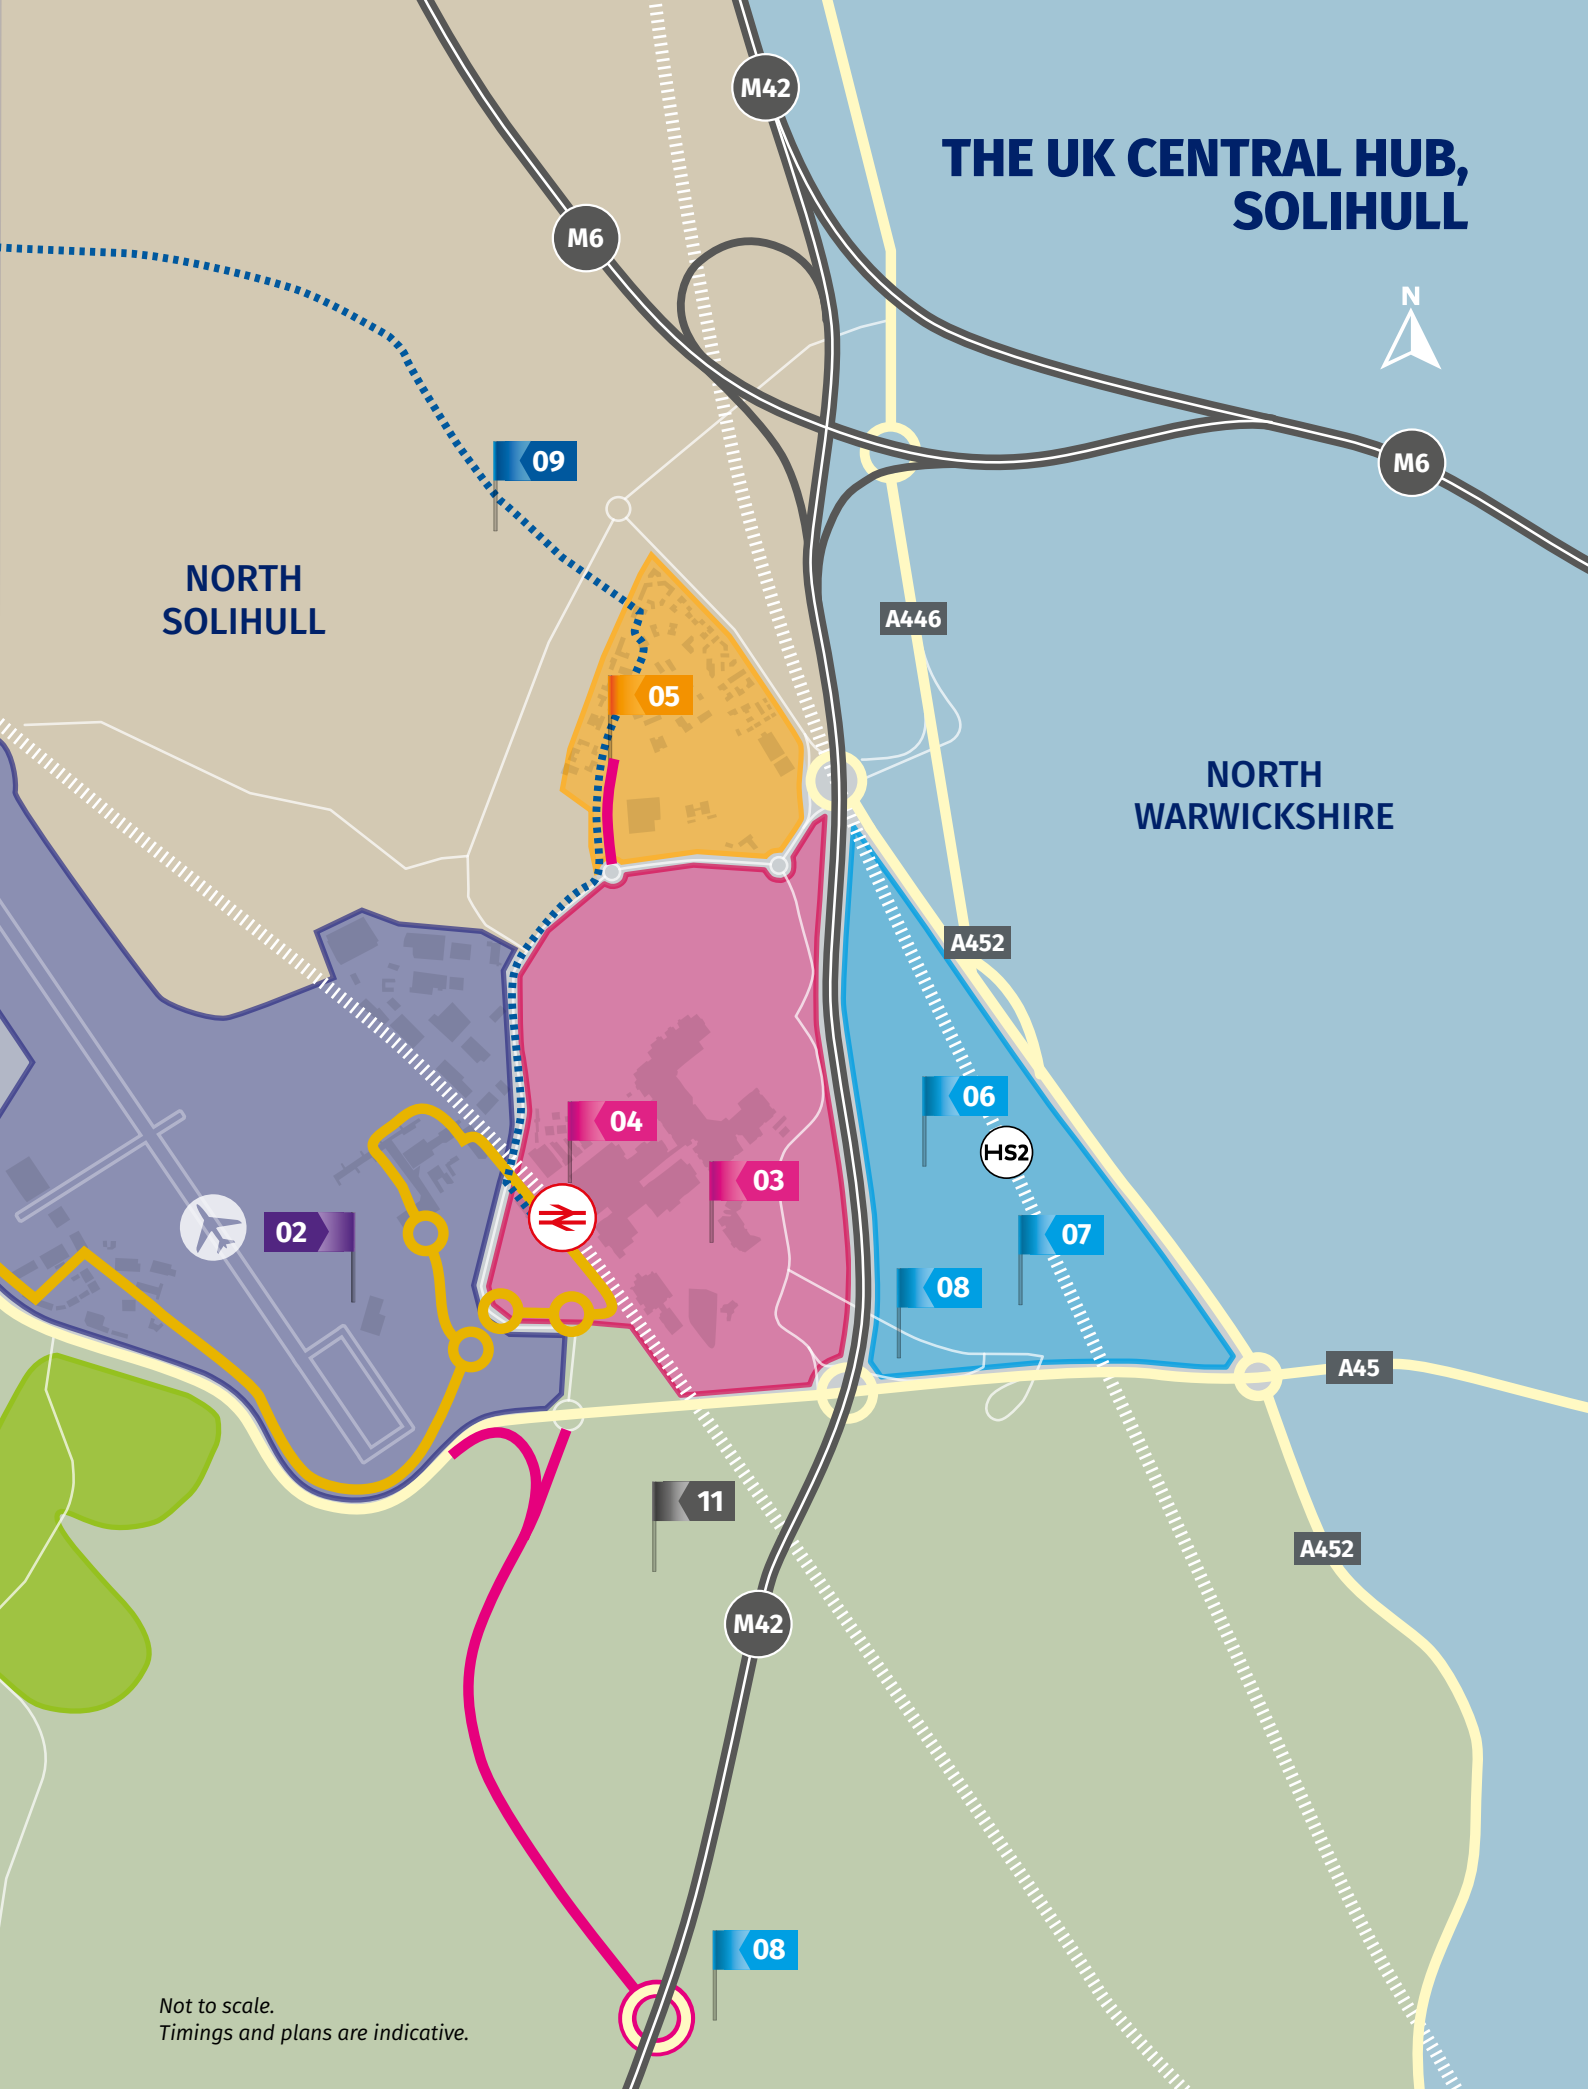 M42
THE UK CENTRAL HUB,
SOLIHULL
M6
N
09
M6
NORTH
SOLIHULL
A446
05
NORTH
WARWICKSHIRE
A452
06
04
HS2
03
02
07
08
A45
11
A452
M42
08
Not to scale.
Timings and plans are indicative.